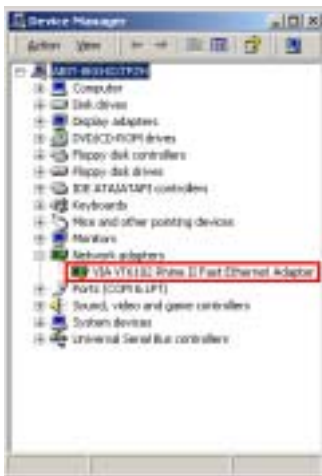 Device Manager
Action View
Computer
Disk drives
Display adapters
DVD/CD-ROM drives
Floppy disk controllers
Floppy disk drives
IDE ATA/ATAPI controllers
Keyboards
Mice and other pointing devices
Monitors
Network adapters
VIA VT6102 Rhine II Fast Ethernet Adapter
Ports (COM & LPT)
Sound, video and game controllers
System devices
Universal Serial Bus controllers